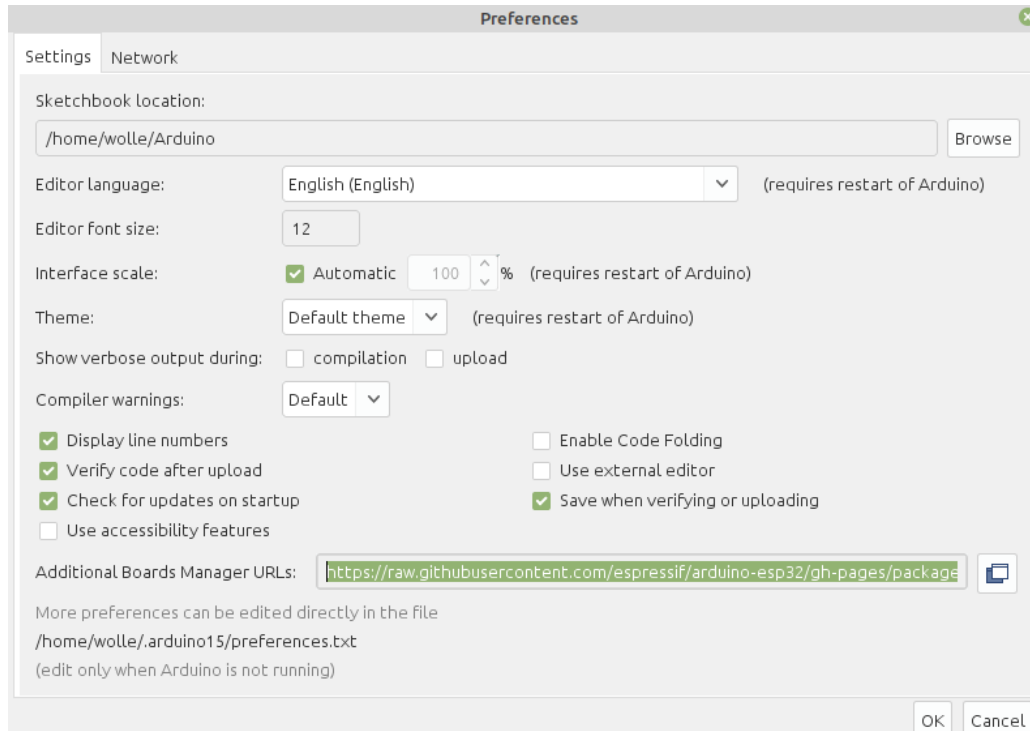 Preferences
Settings Network
Sketchbook location:
/home/wolle/Arduino Browse
Editor language: English (English) (requires restart of Arduino)
Editor font size: 12
Interface scale: Automatic 100 % (requires restart of Arduino)
Theme: Default theme (requires restart of Arduino)
Show verbose output during: compilation upload
Compiler warnings: Default
Display line numbers Enable Code Folding
Verify code after upload Use external editor
Check for updates on startup Save when verifying or uploading
Use accessibility features
Additional Boards Manager URLs: https://raw.githubusercontent.com/espressif/arduino-esp32/gh-pages/package
More preferences can be edited directly in the file
/home/wolle/.arduino15/preferences.txt
(edit only when Arduino is not running)
OK Cancel